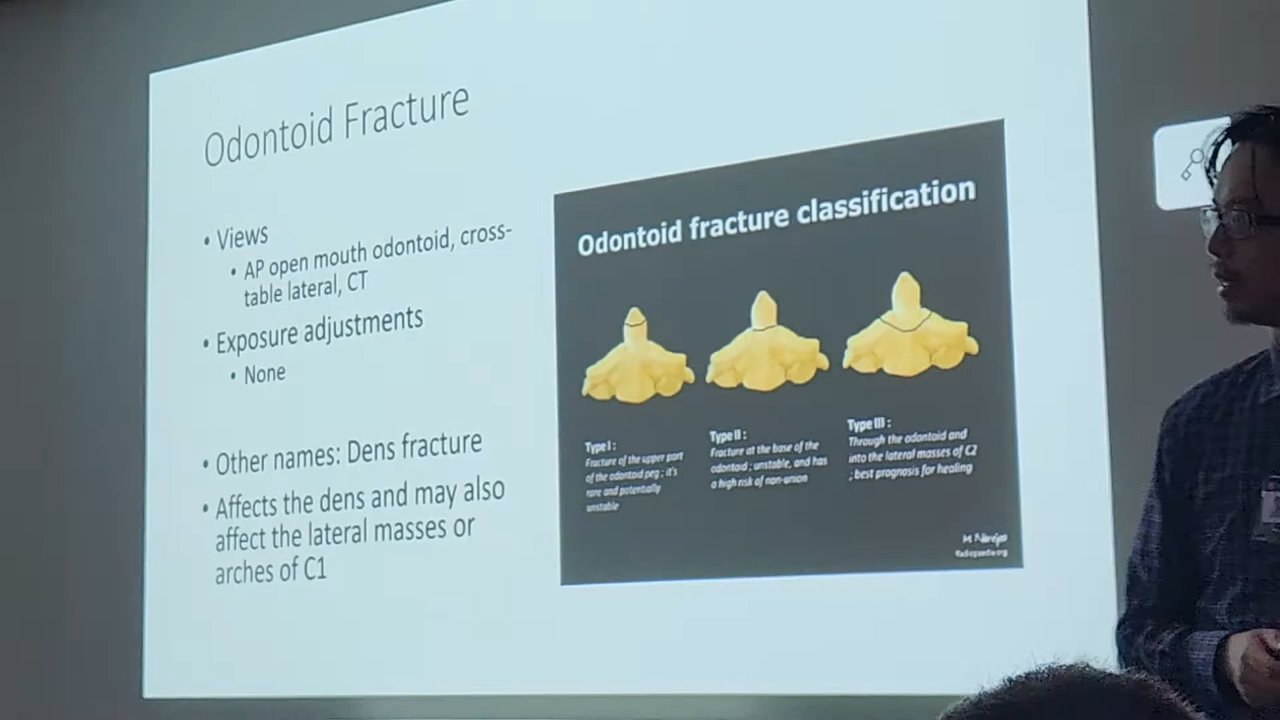 Odontoid Fracture
• Views
• AP open mouth odontoid, cross-
table lateral, CT
• Exposure adjustments
• None
• Other names: Dens fracture
• Affects the dens and may also
affect the lateral masses or
arches of C1
Odontoid fracture classification
Type I :
Fracture of the upper part
of the odontoid peg ; it's
rare and potentially
unstable
Type II :
Fracture at the base of the
odontoid ; unstable, and has
a high risk of non-union
Type III :
Through the odontoid and
into the lateral masses of C2
; best prognosis for healing
Radiopaedia.org